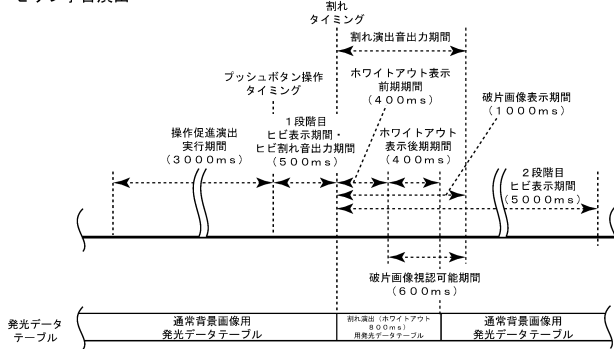 割れ
タイミング
割れ演出音出力期間
プッシュボタン操作
タイミング
ホワイトアウト表示
前期期間
(400ms)
破片画像表示期間
(1000ms)
操作促進演出
実行期間
(3000ms)
1段階目
ヒビ表示期間・
ヒビ割れ音出力期間
(500ms)
ホワイトアウト
表示後期期間
(400ms)
2段階目
ヒビ表示期間
(5000ms)
破片画像視認可能期間
(600ms)
発光データ
テーブル
通常背景画像用
発光データテーブル
割れ演出(ホワイトアウト
800ms)
用発光データテーブル
通常背景画像用
発光データテーブル